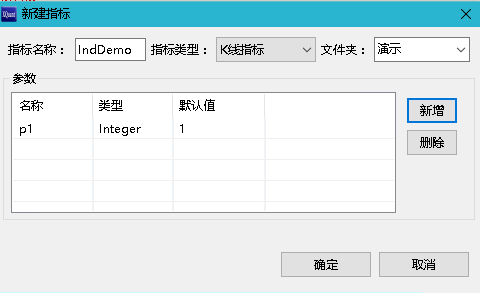 新建指标
指标名称： IndDemo 指标类型： K线指标 文件夹： 演示
参数
名称 类型 默认值
p1 Integer 1
新增
删除
确定 取消